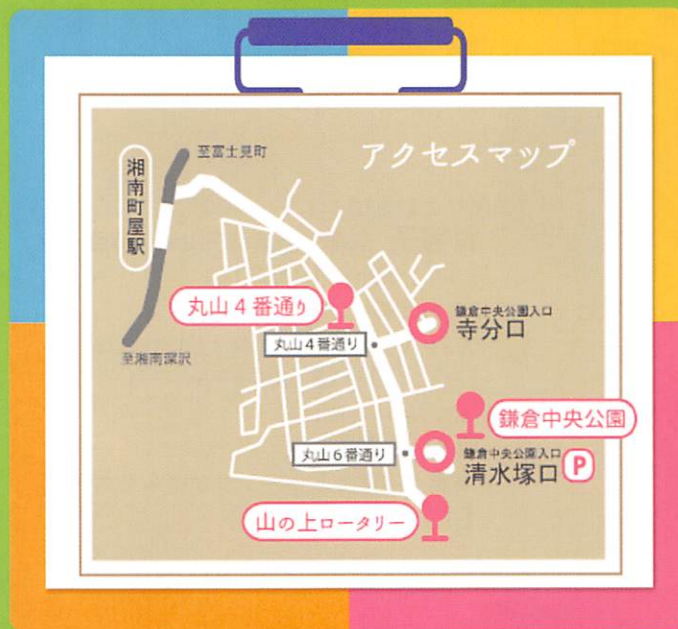 アクセスマップ
至富士見町
湘南町屋駅
至湘南深沢
丸山4番通り
丸山4番通り
鎌倉中央公園入口
寺分口
鎌倉中央公園
丸山6番通り
鎌倉中央公園入口
清水塚口 P
山の上ロータリー